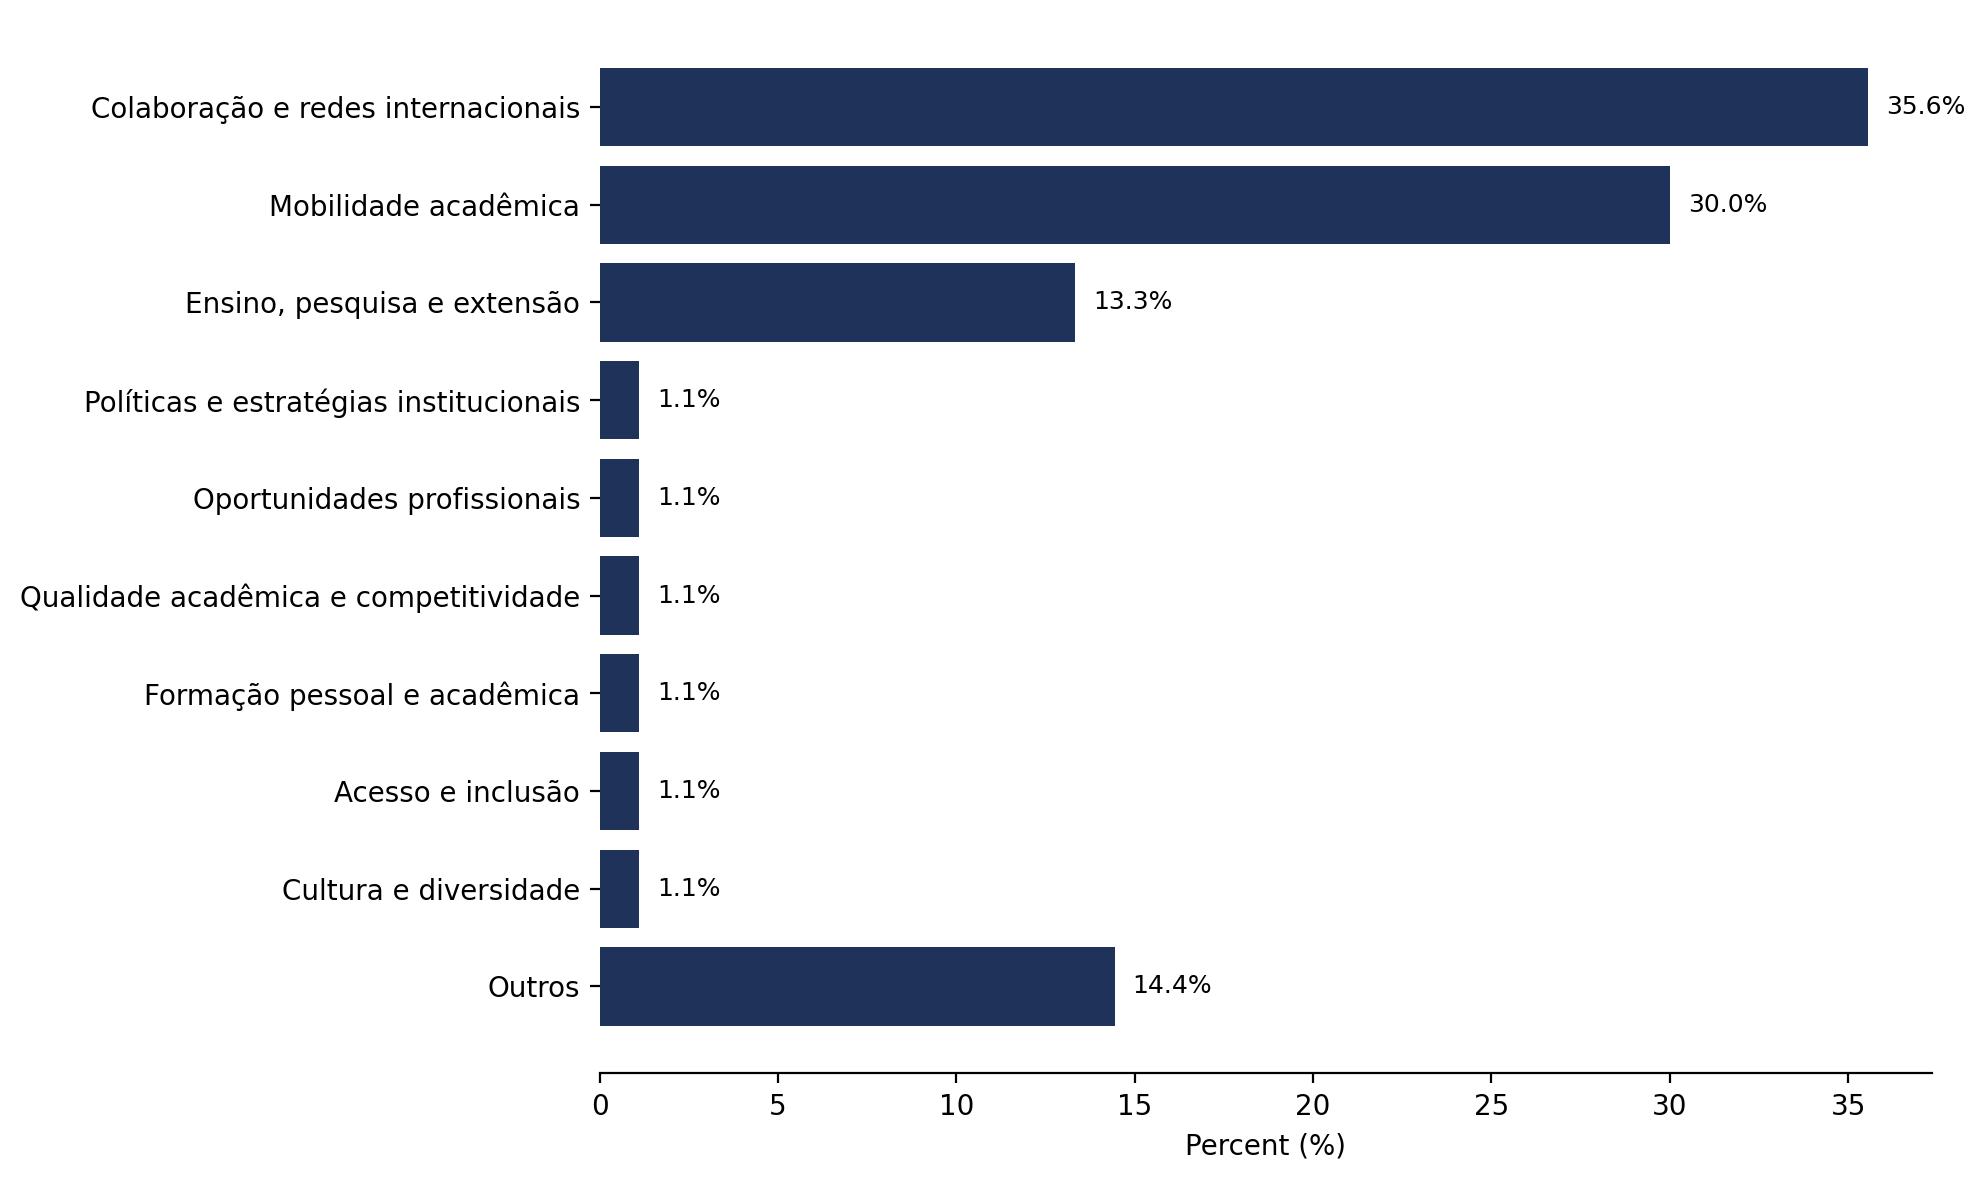 Colaboração e redes internacionais 35.6%
Mobilidade acadêmica 30.0%
Ensino, pesquisa e extensão 13.3%
Políticas e estratégias institucionais 1.1%
Oportunidades profissionais 1.1%
Qualidade acadêmica e competitividade 1.1%
Formação pessoal e acadêmica 1.1%
Acesso e inclusão 1.1%
Cultura e diversidade 1.1%
Outros 14.4%
0 5 10 15 20 25 30 35
Percent (%)